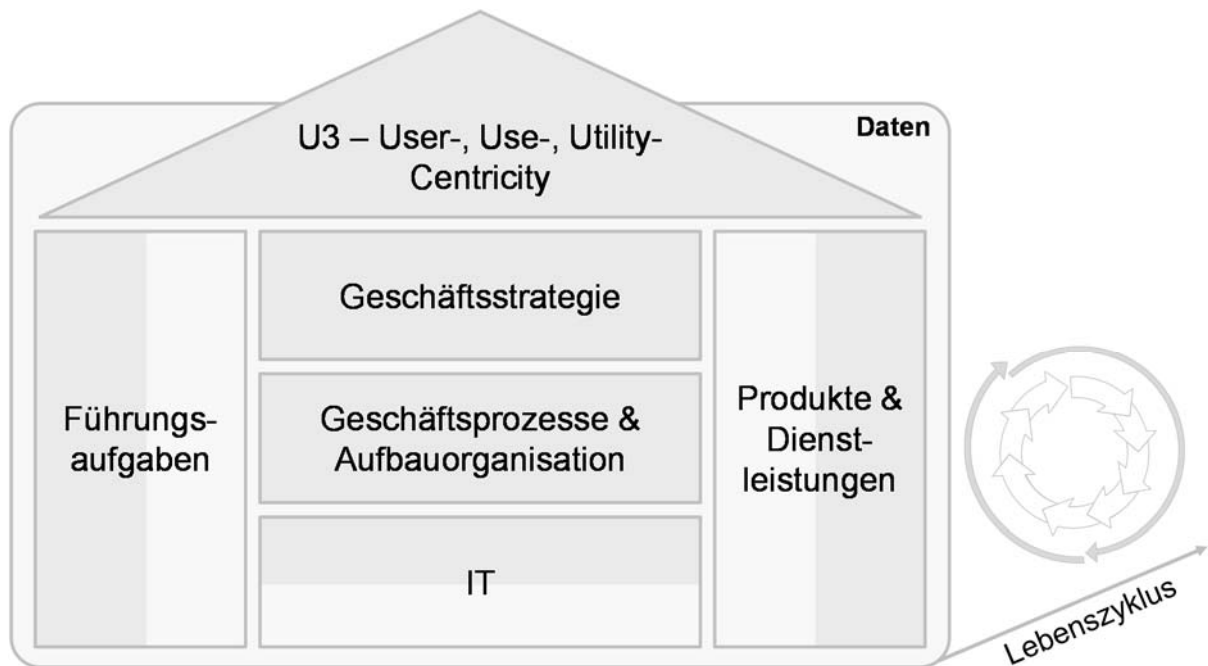 Daten
U3 – User-, Use-, Utility-
Centricity
Geschäftsstrategie
Führungs-
aufgaben
Geschäftsprozesse &
Aufbauorganisation
Produkte &
Dienst-
leistungen
IT
Lebenszyklus